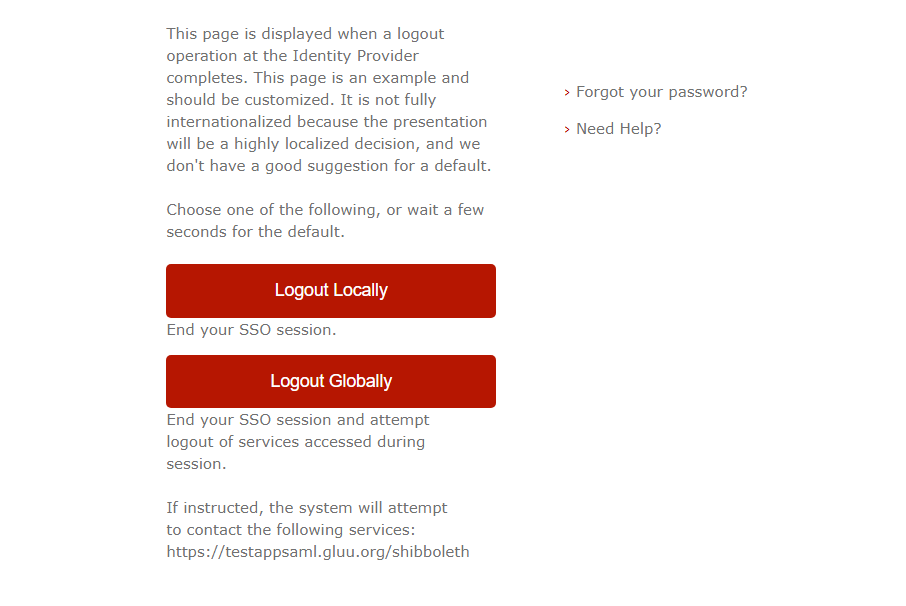 This page is displayed when a logout
operation at the Identity Provider
completes. This page is an example and
should be customized. It is not fully
internationalized because the presentation
will be a highly localized decision, and we
don't have a good suggestion for a default.
Choose one of the following, or wait a few
seconds for the default.
Logout Locally
End your SSO session.
Logout Globally
End your SSO session and attempt
logout of services accessed during
session.
If instructed, the system will attempt
to contact the following services:
https://testappsaml.gluu.org/shibboleth
› Forgot your password?
› Need Help?